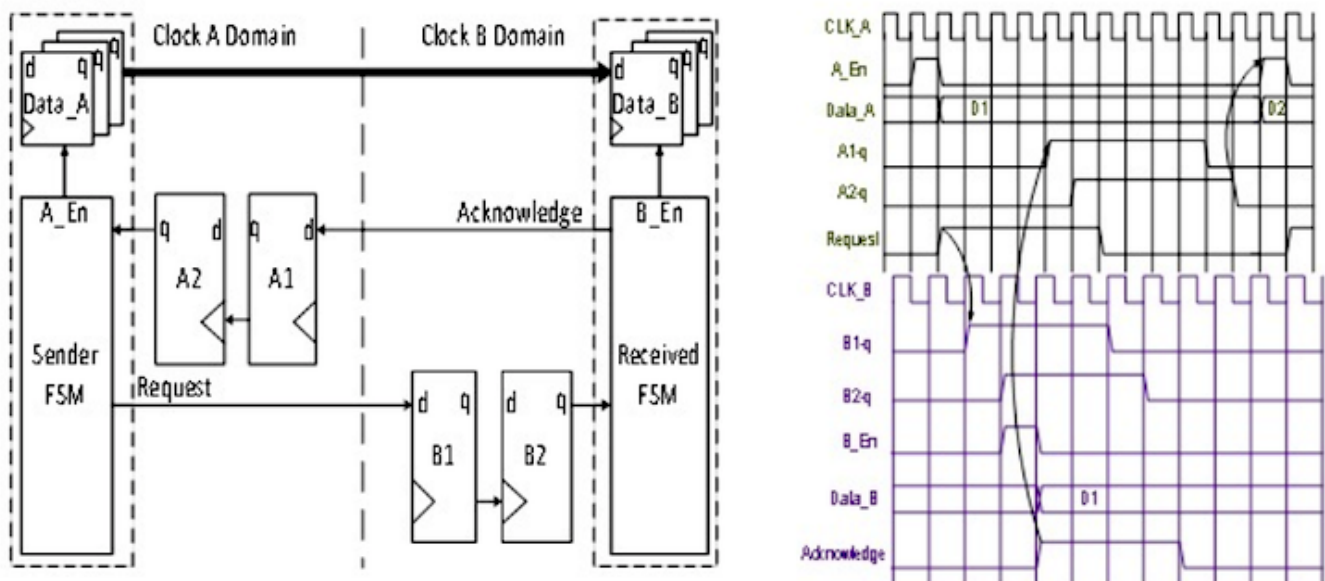 Clock A Domain
Clock B Domain
q
q
d q
Data_A
q
q
d q
Data_B
A_En
Acknowledge
B_En
q d
q d
A2
A1
Sender
FSM
Received
FSM
Request
d q
d q
B1
B2
CLK_A
A_En
Data_A
D1
D2
A1-q
A2-q
Request
CLK_B
B1-q
B2-q
B_En
Data_B
D1
Acknowledge